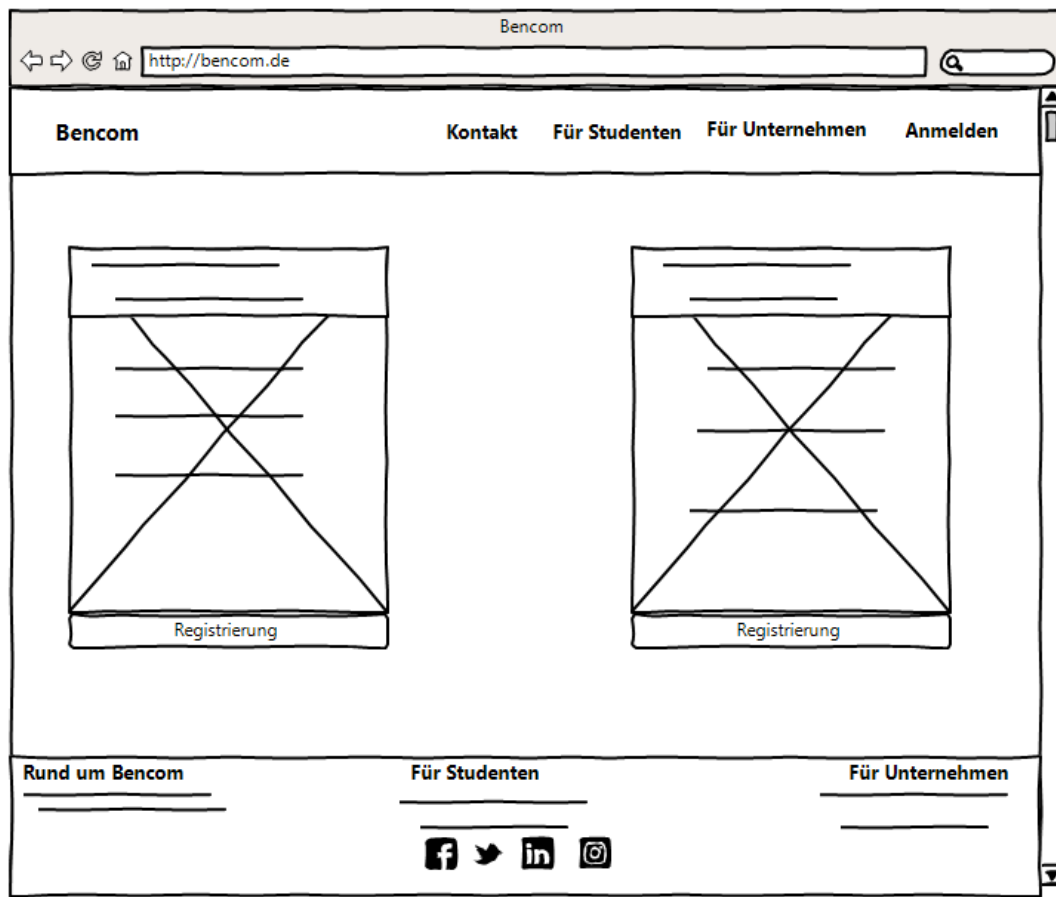 Bencom
http://bencom.de
Bencom Kontakt Für Studenten Für Unternehmen Anmelden
Registrierung Registrierung
Rund um Bencom Für Studenten Für Unternehmen